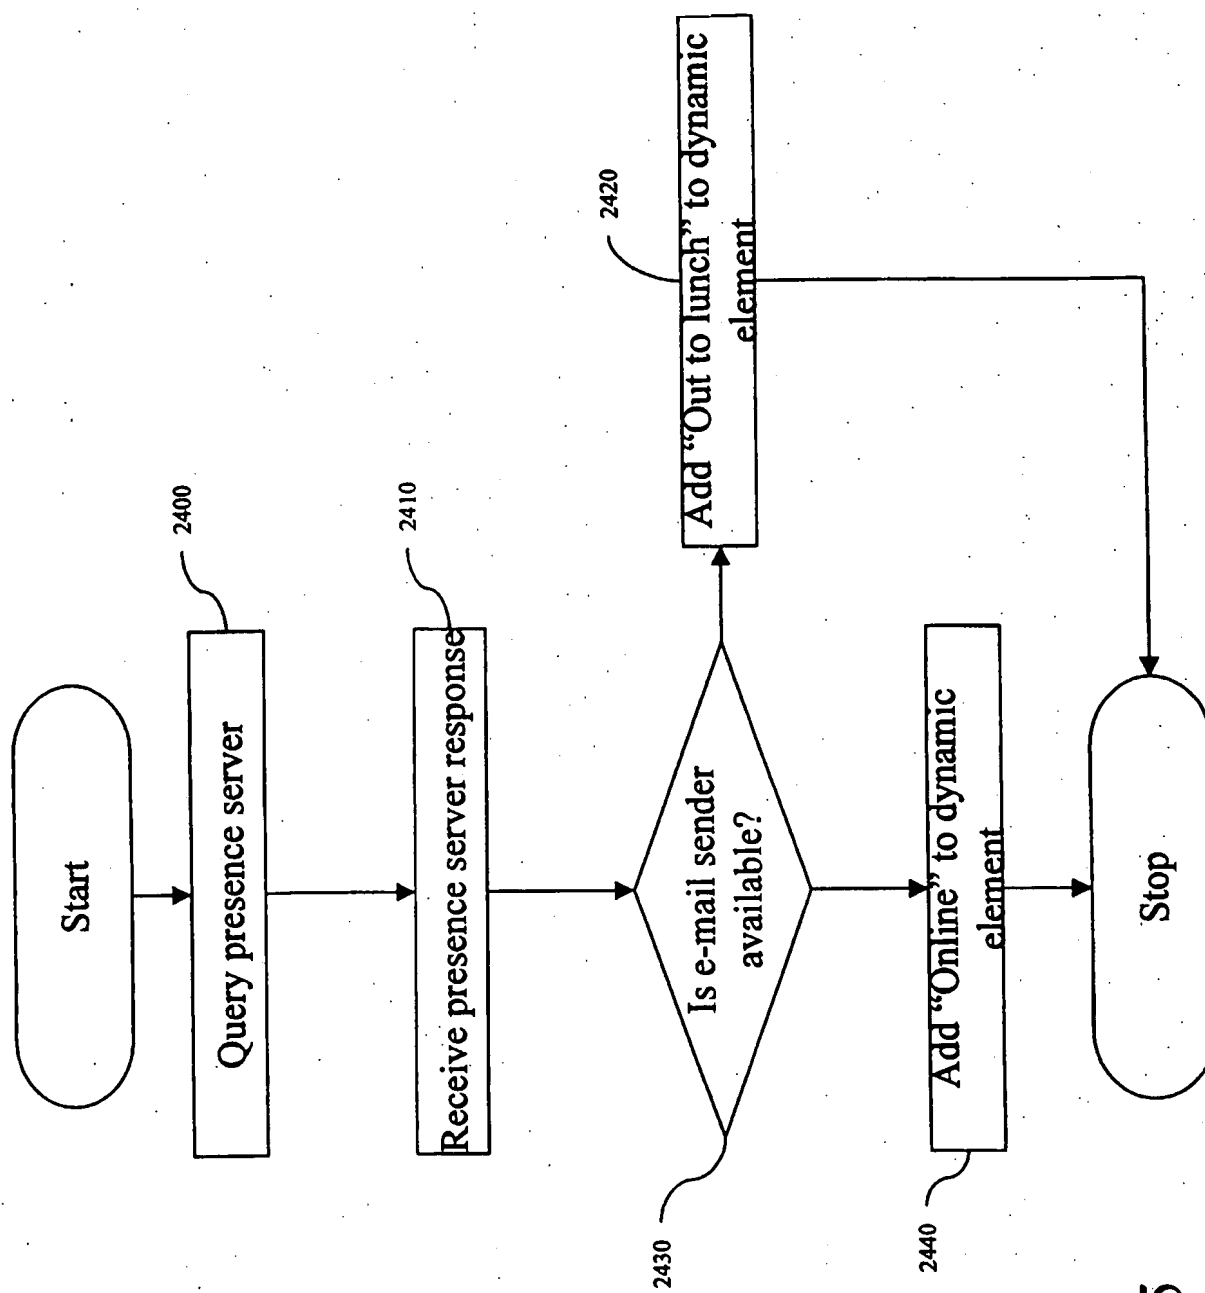 Start
2400
Query presence server
2410
Receive presence server response
2430
Is e-mail sender
available?
2420
Add “Out to lunch” to dynamic
element
2440
Add “Online” to dynamic
element
Stop